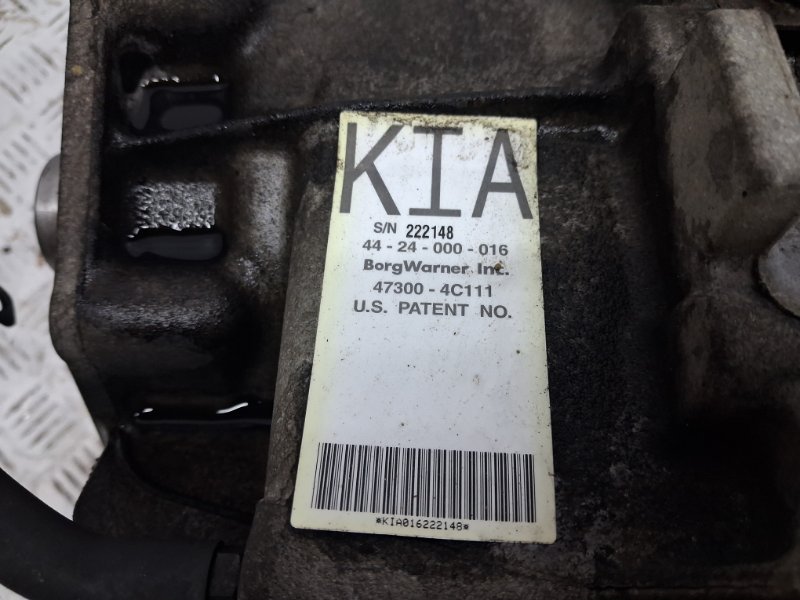 KIA
S/N 222148
44 - 24 - 000 - 016
BorgWarner Inc.
47300 - 4C111
U.S. PATENT NO.
*KIA016222148*